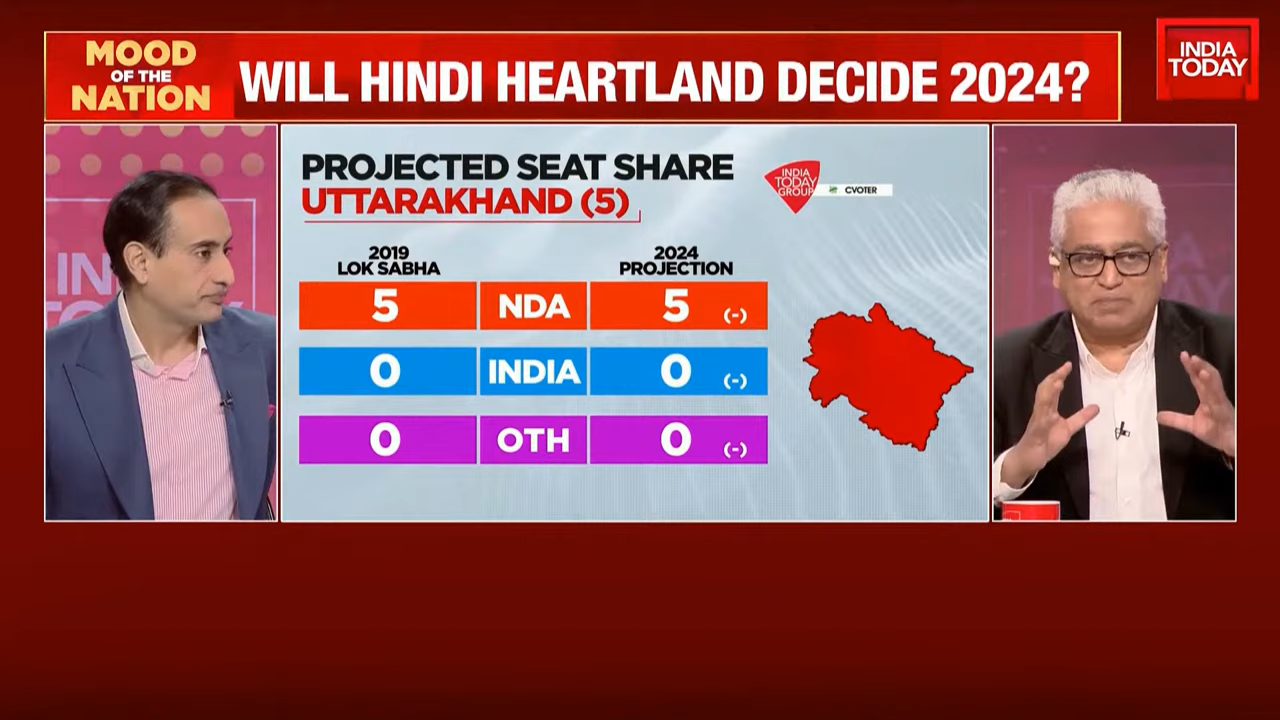 MOOD
OF THE
NATION
WILL HINDI HEARTLAND DECIDE 2024?
INDIA
TODAY
PROJECTED SEAT SHARE
UTTARAKHAND (5)
INDIA
TODAY
GROUP
CVOTER
2019
LOK SABHA
2024
PROJECTION
5 NDA 5 (-)
0 INDIA 0 (-)
0 OTH 0 (-)
IN